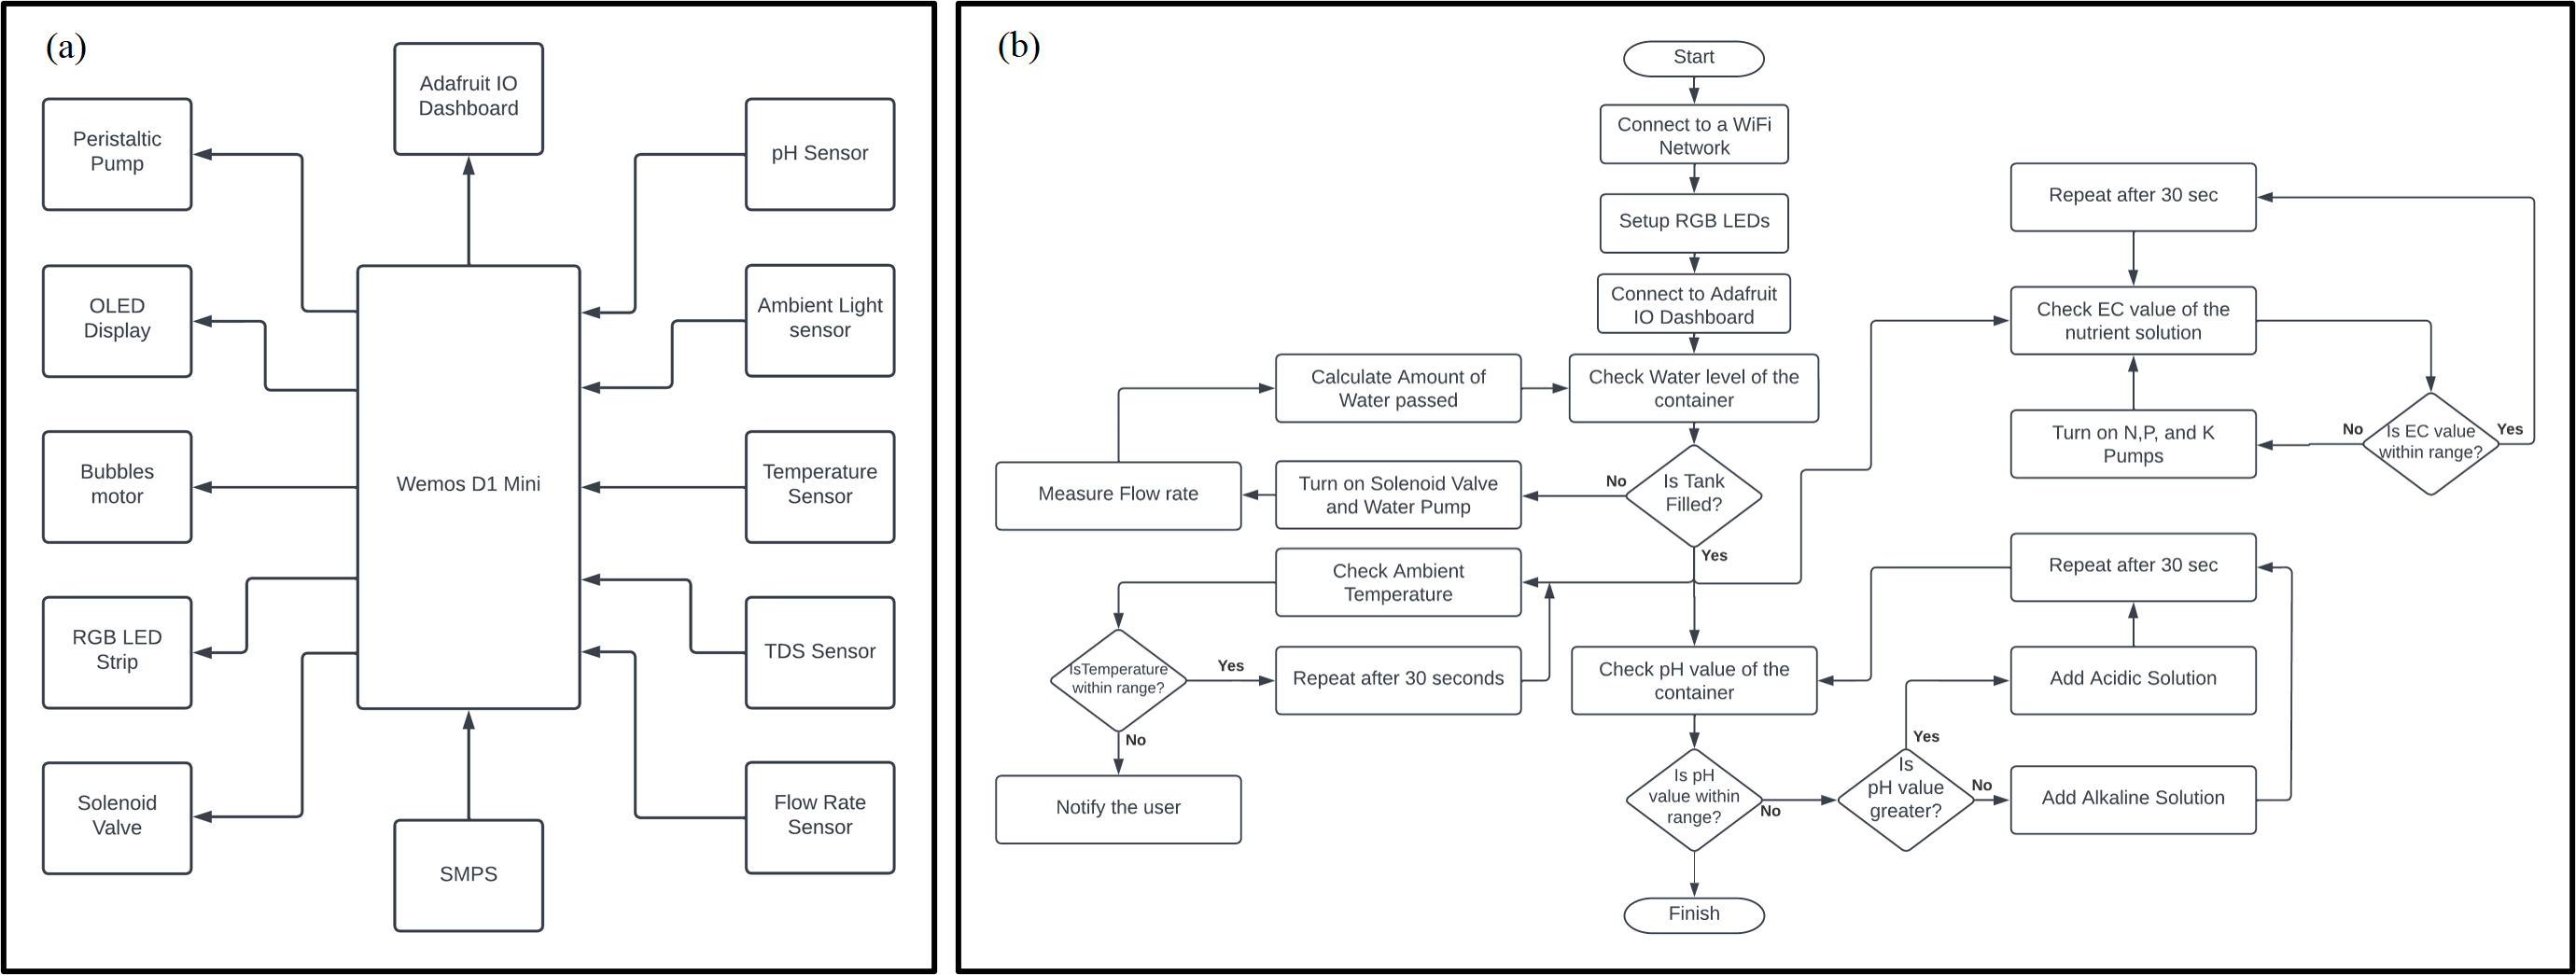 (a)
Adafruit IO
Dashboard
Peristaltic
Pump
pH Sensor
OLED
Display
Ambient Light
sensor
Bubbles
motor
Wemos D1 Mini
Temperature
Sensor
RGB LED
Strip
TDS Sensor
Solenoid
Valve
Flow Rate
Sensor
SMPS
(b)
Start
Connect to a WiFi
Network
Setup RGB LEDs
Connect to Adafruit
IO Dashboard
Calculate Amount of
Water passed
Check Water level of the
container
Measure Flow rate
Turn on Solenoid Valve
and Water Pump
No
Is Tank
Filled?
Yes
Check Ambient
Temperature
IsTemperature
within range?
Yes
Repeat after 30 seconds
No
Notify the user
Check pH value of the
container
Is pH
value within
range?
No
Finish
Is
pH value
greater?
Yes
No
Add Acidic Solution
Add Alkaline Solution
Repeat after 30 sec
Repeat after 30 sec
Check EC value of the
nutrient solution
Turn on N,P, and K
Pumps
No
Is EC value
within range?
Yes